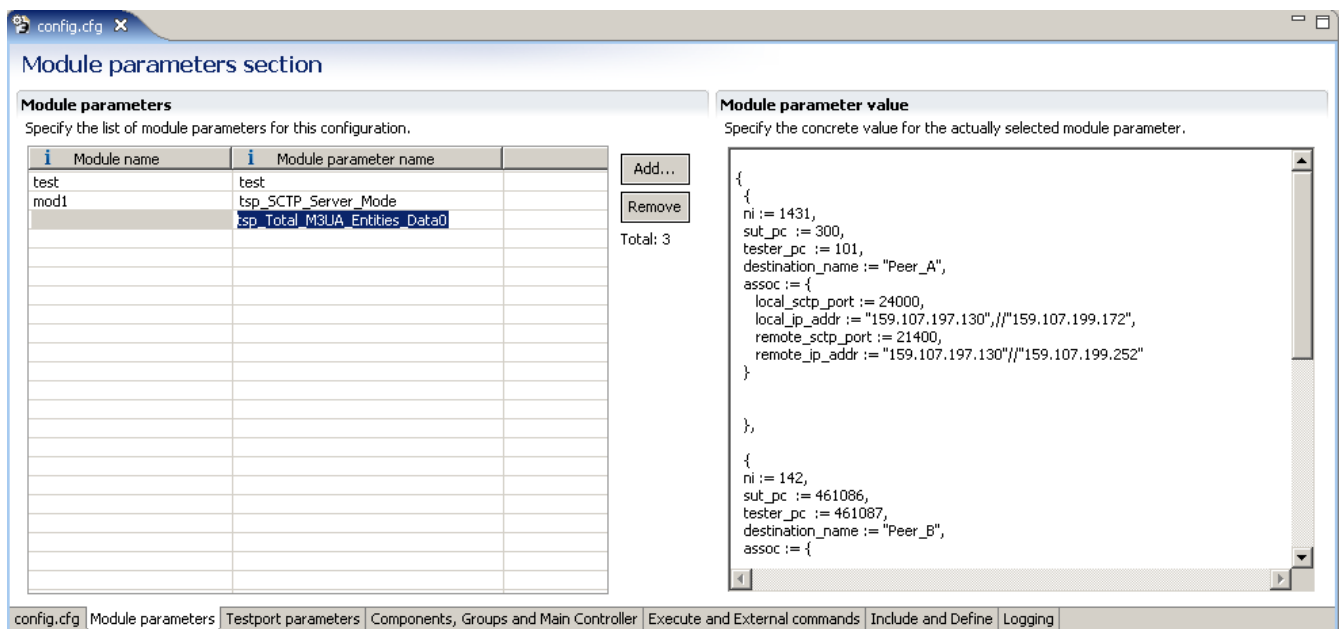 config.cfg
Module parameters section
Module parameters
Specify the list of module parameters for this configuration.
i Module name i Module parameter name
test test
mod1 tsp_SCTP_Server_Mode
tsp_Total_M3UA_Entities_Data0
Add...
Remove
Total: 3
Module parameter value
Specify the concrete value for the actually selected module parameter.
{
{
ni := 1431,
sut_pc := 300,
tester_pc := 101,
destination_name := "Peer_A",
assoc := {
local_sctp_port := 24000,
local_ip_addr := "159.107.197.130",//"159.107.199.172",
remote_sctp_port := 21400,
remote_ip_addr := "159.107.197.130"//"159.107.199.252"
}
},
{
ni := 142,
sut_pc := 461086,
tester_pc := 461087,
destination_name := "Peer_B",
assoc := {
config.cfg Module parameters Testport parameters Components, Groups and Main Controller Execute and External commands Include and Define Logging